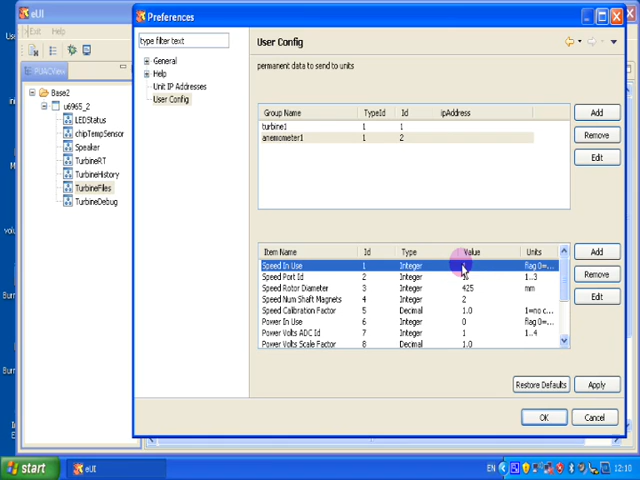 eUI
Preferences
Exit
Help
type filter text
General
Help
Unit IP Addresses
User Config
User Config
permanent data to send to units
Group Name TypeId Id ipAddress
turbine1 1 1
anemometer1 1 2
Add
Remove
Edit
Item Name Id Type Value Units
Speed In Use 1 Integer flag 0=...
Speed Port Id 2 Integer 1..3
Speed Rotor Diameter 3 Integer 425 mm
Speed Num Shaft Magnets 4 Integer 2
Speed Calibration Factor 5 Decimal 1.0 1=no c...
Power In Use 6 Integer 0 flag 0=...
Power Volts ADC Id 7 Integer 1 1..4
Power Volts Scale Factor 8 Decimal 1.0
Add
Remove
Edit
Restore Defaults Apply
OK Cancel
Base2
u6965_2
LEDStatus
chipTempSensor
Speaker
TurbineRT
TurbineHistory
TurbineFiles
TurbineDebug
start eUI EN 12:10